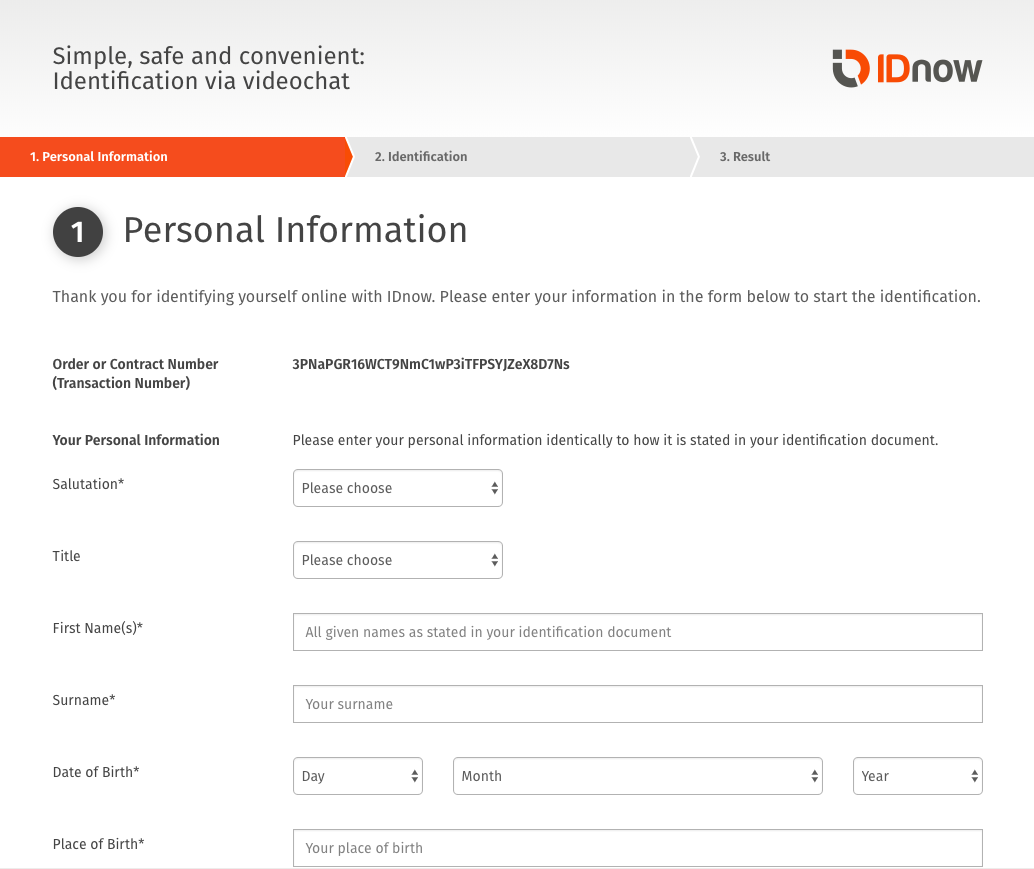 Simple, safe and convenient:
Identification via videochat
IDnow
1. Personal Information
2. Identification
3. Result
1 Personal Information
Thank you for identifying yourself online with IDnow. Please enter your information in the form below to start the identification.
Order or Contract Number
(Transaction Number)
3PNaPGR16WCT9NmC1wP3iTFPSYJZeX8D7Ns
Your Personal Information
Please enter your personal information identically to how it is stated in your identification document.
Salutation*
Please choose
Title
Please choose
First Name(s)*
All given names as stated in your identification document
Surname*
Your surname
Date of Birth*
Day
Month
Year
Place of Birth*
Your place of birth